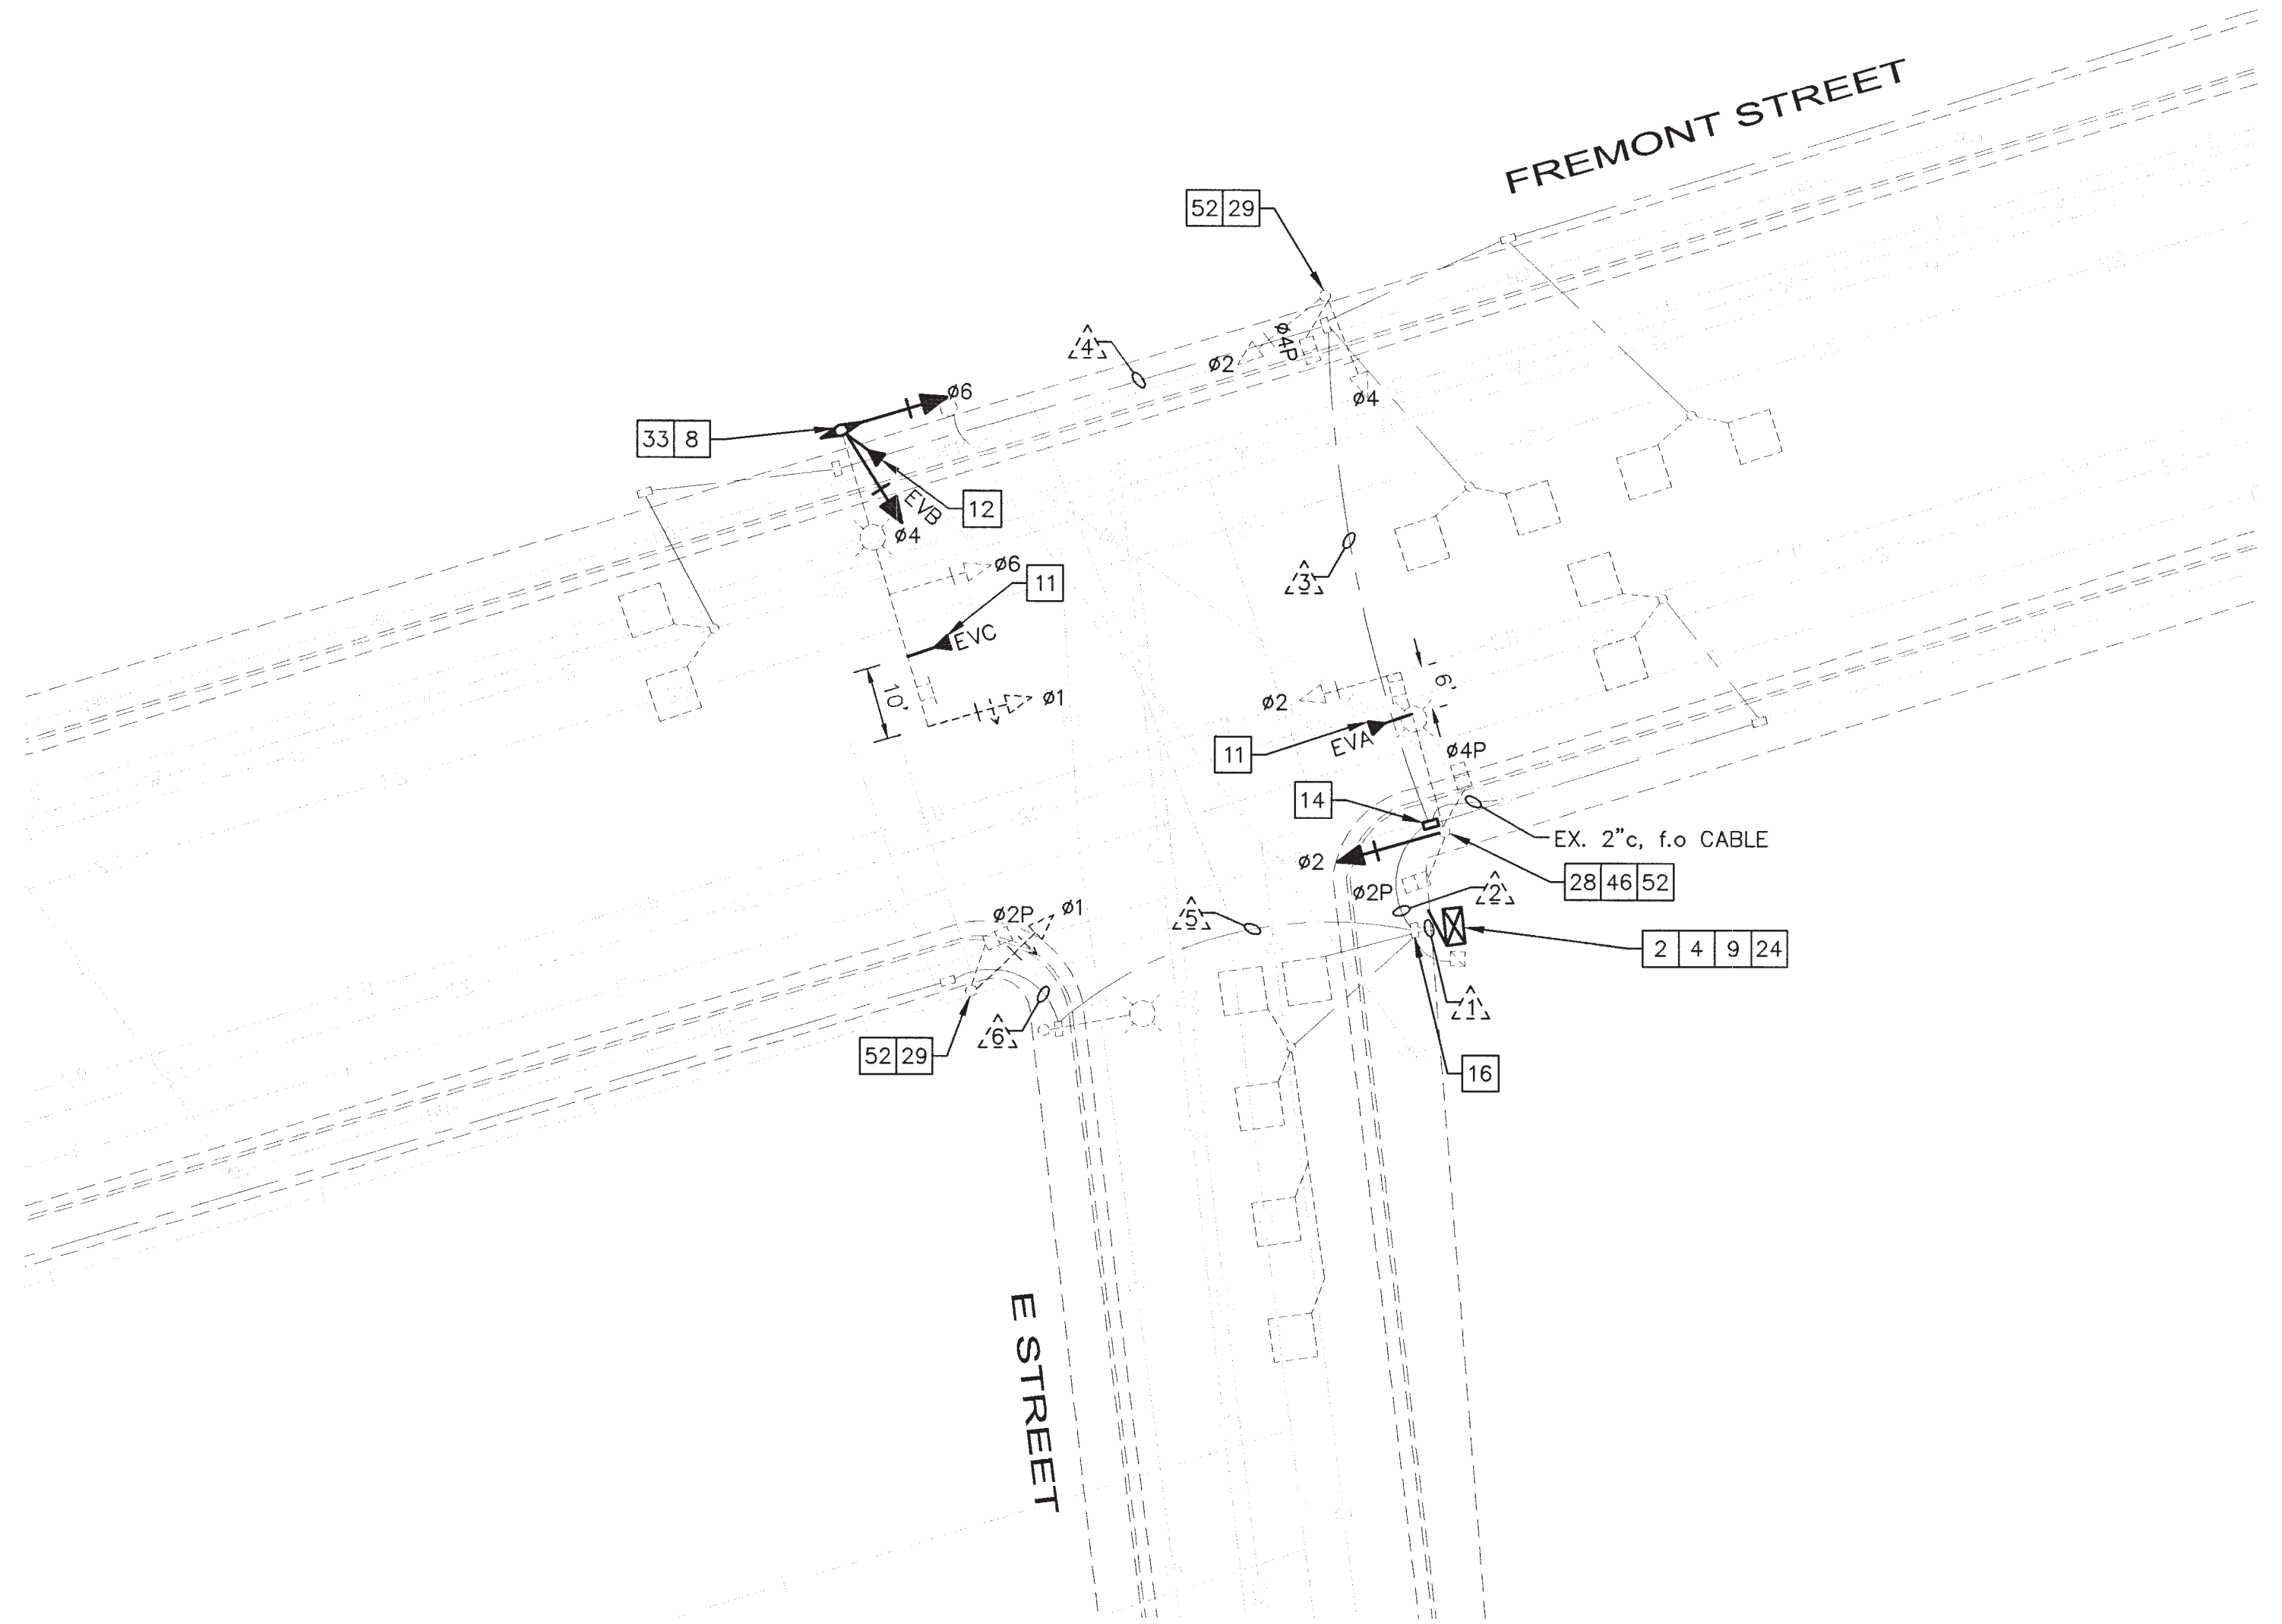 FREMONT STREET
52 29
4
ø2
ø4P
ø4
ø6
33 8
12
EVB
ø4
ø6
11
EVC
3
10'
ø1
6'
ø2
11
EVA
ø4P
14
EX. 2"c, f.o CABLE
ø2
28 46 52
ø2P
2
5
ø2P
ø1
2 4 9 24
1
6
52 29
16
E STREET